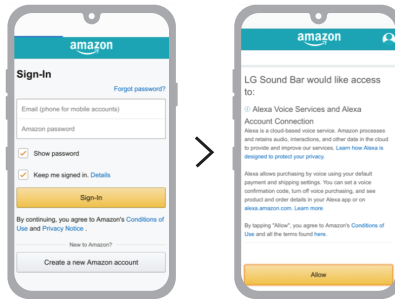 amazon
Sign-In
Forgot password?
Email (phone for mobile accounts)
Amazon password
Show password
Keep me signed in. Details
Sign-In
By continuing, you agree to Amazon's Conditions of
Use and Privacy Notice .
New to Amazon?
Create a new Amazon account
amazon
LG Sound Bar would like access
to:
Alexa Voice Services and Alexa
Account Connection
Alexa is a cloud-based voice service. Amazon processes
and retains audio, interactions, and other data in the cloud
to provide and improve our services. Learn how Alexa is
designed to protect your privacy.
Alexa allows purchasing by voice using your default
payment and shipping settings. You can set a voice
confirmation code, turn off voice purchasing, and see
product and order details in your Alexa app or on
alexa.amazon.com. Learn more
By tapping "Allow", you agree to Amazon's Conditions of
Use and all the terms found here.
Allow